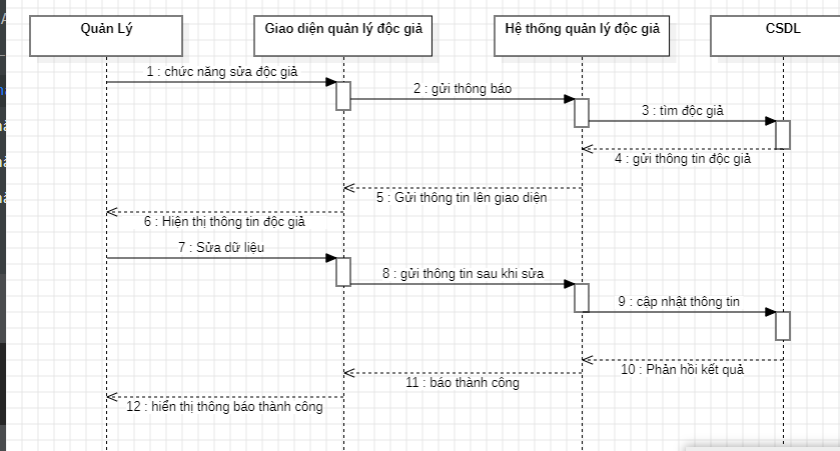 Quản Lý
Giao diện quản lý độc giả
Hệ thống quản lý độc giả
CSDL
1 : chức năng sửa độc giả
2 : gửi thông báo
3 : tìm độc giả
4 : gửi thông tin độc giả
5 : Gửi thông tin lên giao diện
6 : Hiện thị thông tin độc giả
7 : Sửa dữ liệu
8 : gửi thông tin sau khi sửa
9 : cập nhật thông tin
10 : Phản hồi kết quả
11 : báo thành công
12 : hiển thị thông báo thành công